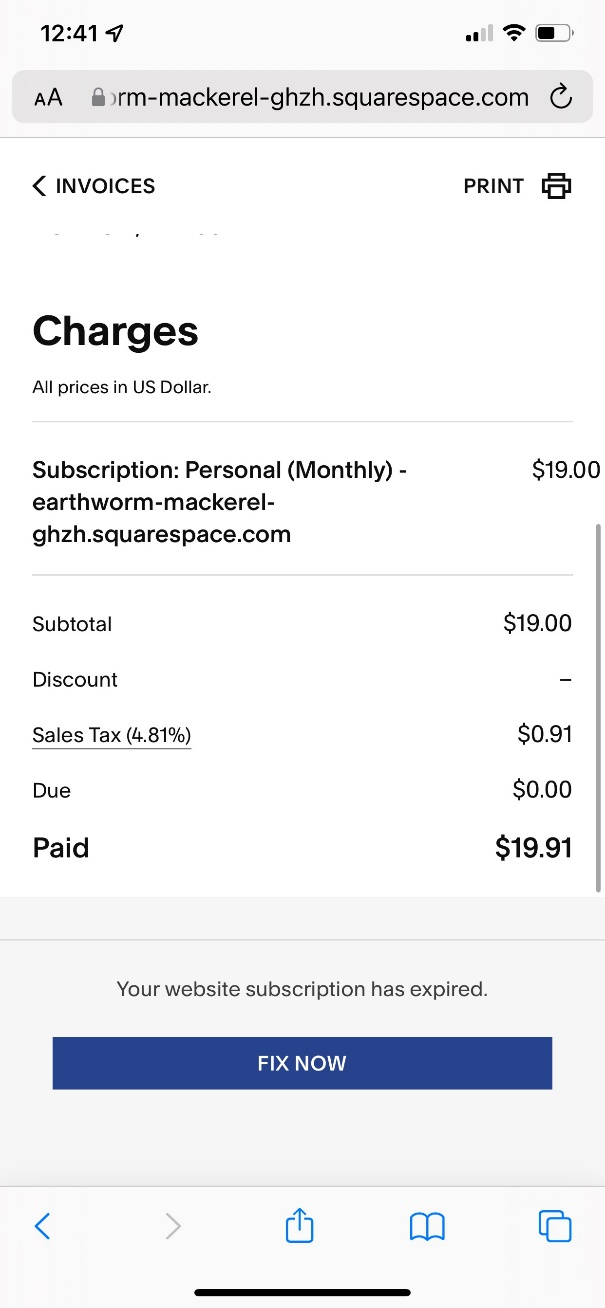 12:41
AA rm-mackerel-ghzh.squarespace.com
INVOICES PRINT
Charges
All prices in US Dollar.
Subscription: Personal (Monthly) - $19.00
earthworm-mackerel-
ghzh.squarespace.com
Subtotal $19.00
Discount –
Sales Tax (4.81%) $0.91
Due $0.00
Paid $19.91
Your website subscription has expired.
FIX NOW